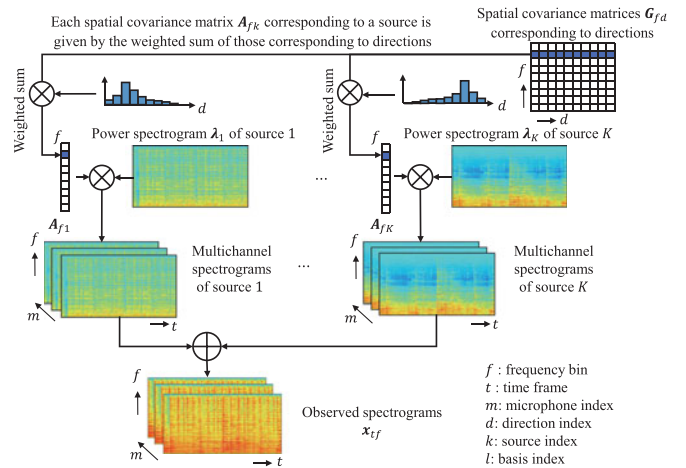 Each spatial covariance matrix A_fk corresponding to a source is
given by the weighted sum of those corresponding to directions
Spatial covariance matrices G_fd
corresponding to directions
f
d
Weighted sum
d
Weighted sum
d
f
Power spectrogram λ_1 of source 1
f
Power spectrogram λ_K of source K
...
A_f1
A_fK
f
Multichannel
spectrograms
of source 1
m
t
...
f
Multichannel
spectrograms
of source K
m
t
f
m
t
Observed spectrograms
x_tf
f : frequency bin
t : time frame
m: microphone index
d: direction index
k: source index
l: basis index